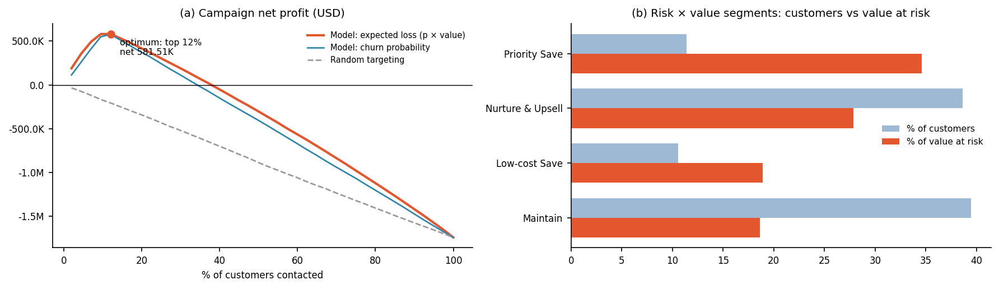 (a) Campaign net profit (USD)
500.0K
0.0
-500.0K
-1.0M
-1.5M
optimum: top 12%
net 581.51K
Model: expected loss (p × value)
Model: churn probability
Random targeting
0
20
40
60
80
100
% of customers contacted
(b) Risk × value segments: customers vs value at risk
Priority Save
Nurture & Upsell
Low-cost Save
Maintain
% of customers
% of value at risk
0
5
10
15
20
25
30
35
40